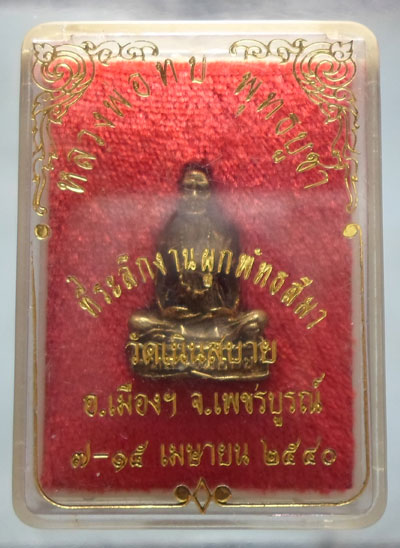 หลวงพ่อทบ พุทธบูชา
ที่ระลึกงานผูกพัทธสีมา
วัดเนินสบาย
อ.เมืองฯ จ.เพชรบูรณ์
๗-๑๕ เมษายน ๒๕๔๐